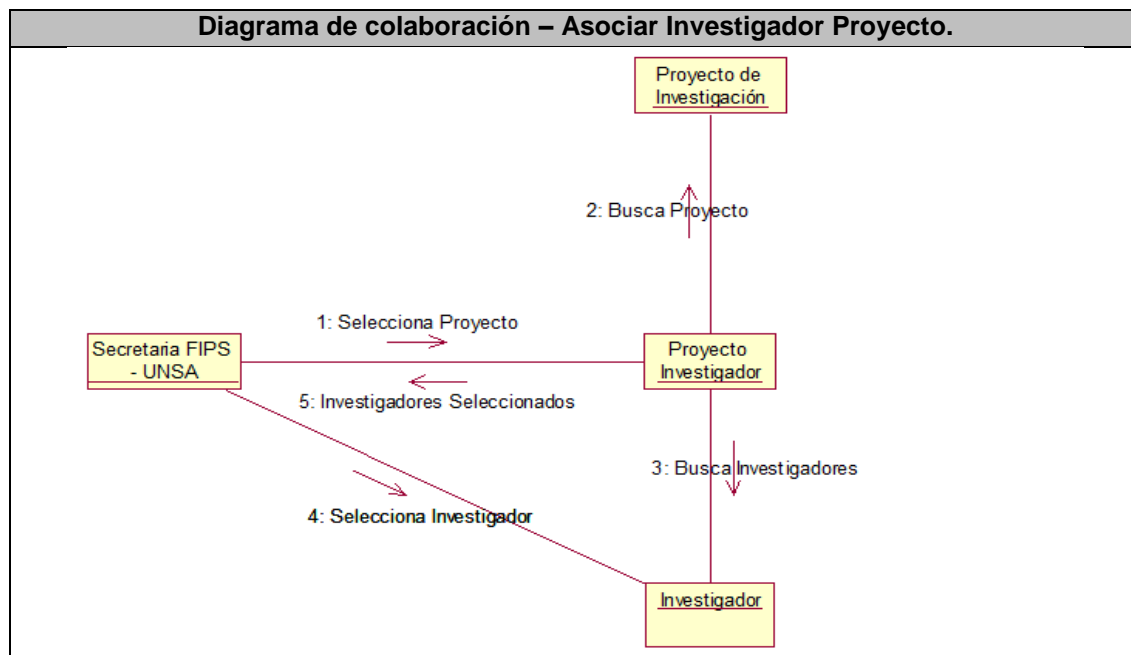 Diagrama de colaboración – Asociar Investigador Proyecto.
Proyecto de
Investigación
2: Busca Proyecto
1: Selecciona Proyecto
Secretaria FIPS
- UNSA
Proyecto
Investigador
5: Investigadores Seleccionados
3: Busca Investigadores
4: Selecciona Investigador
Investigador